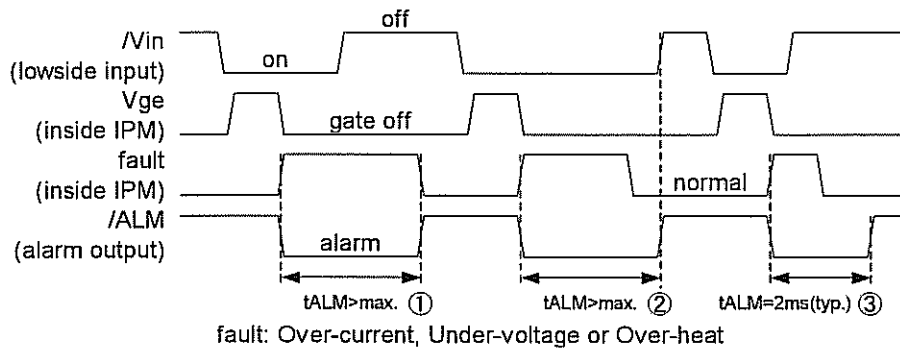 off
/Vin
(lowside input)
on
Vge
(inside IPM)
gate off
fault
(inside IPM)
normal
/ALM
(alarm output)
alarm
tALM>max. ①
tALM>max. ②
tALM=2ms(typ.) ③
fault: Over-current, Under-voltage or Over-heat